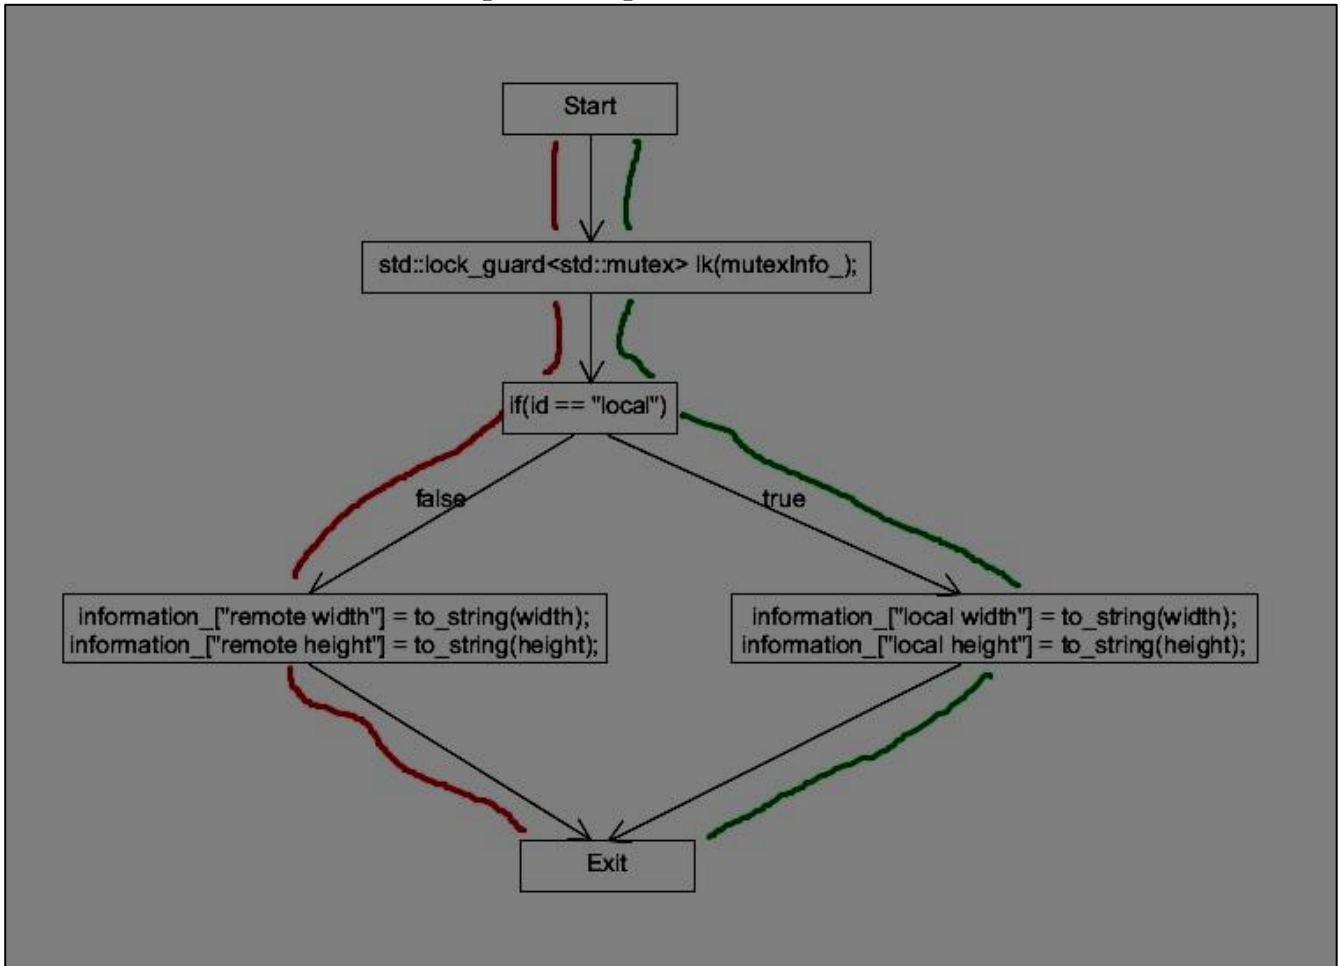 Start
std::lock_guard<std::mutex> lk(mutexInfo_);
if(id == "local")
false
true
information_["remote width"] = to_string(width);
information_["remote height"] = to_string(height);
information_["local width"] = to_string(width);
information_["local height"] = to_string(height);
Exit